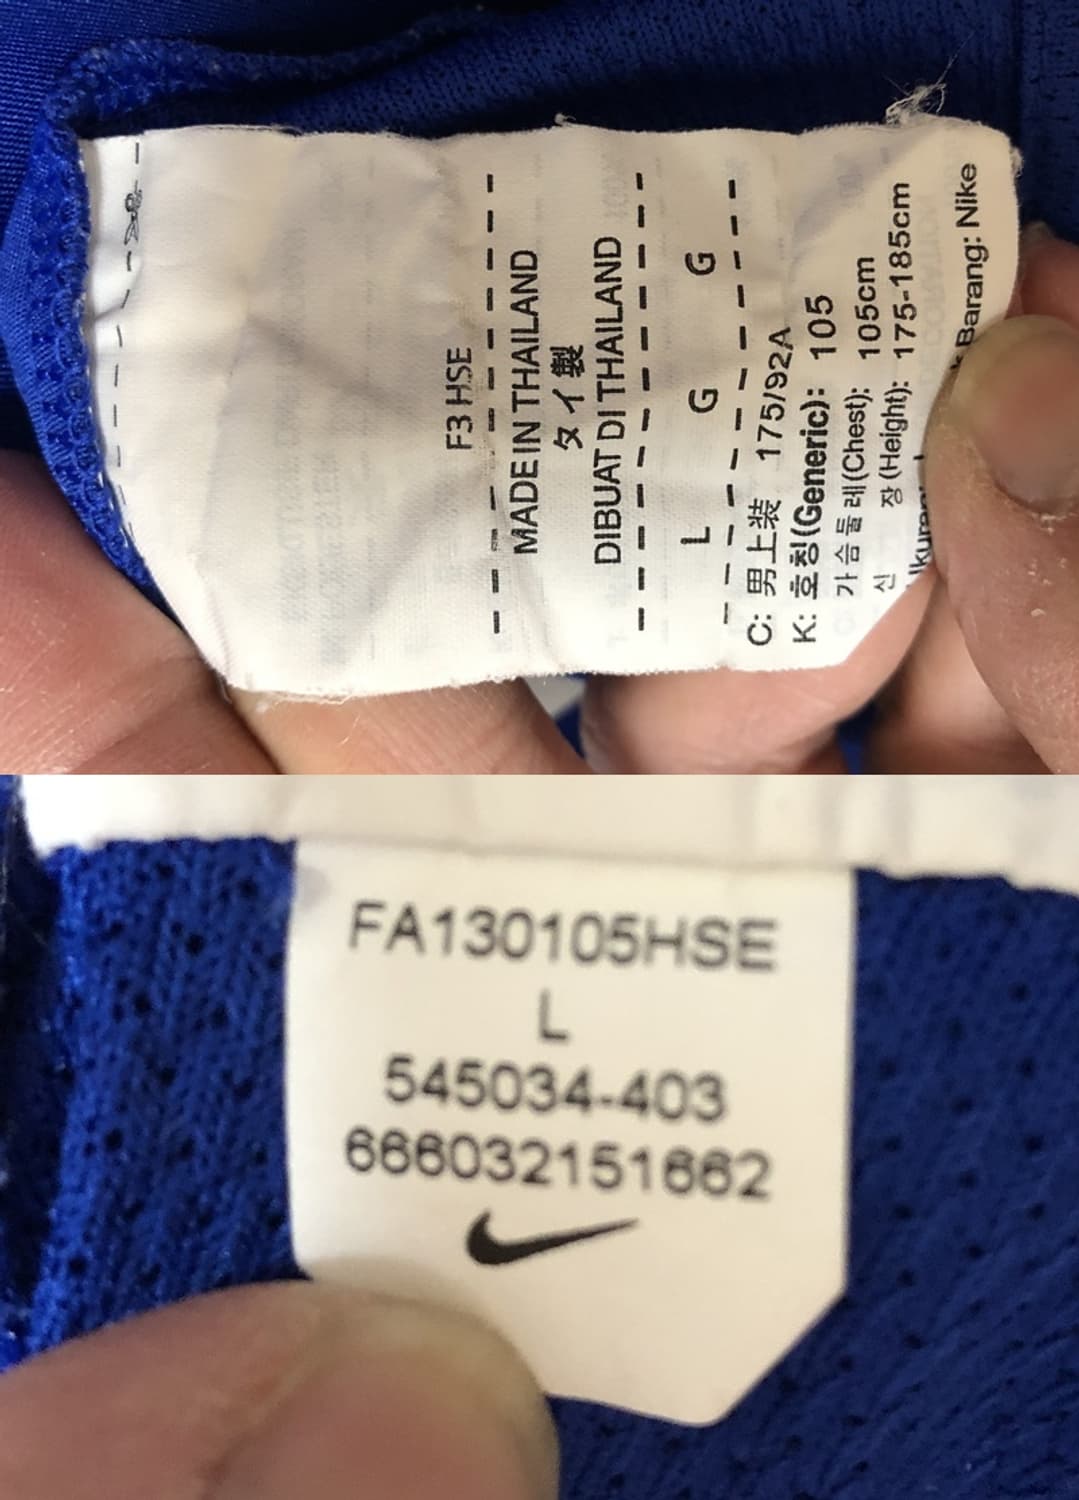 F3 HSE
MADE IN THAILAND
タイ製
DIBUAT DI THAILAND
L G G
C: 男上装 175/92A
K: 호칭(Generic): 105
가슴둘레(Chest): 105cm
신 장(Height): 175-185cm
Barang: Nike
FA130105HSE
L
545034-403
666032151662